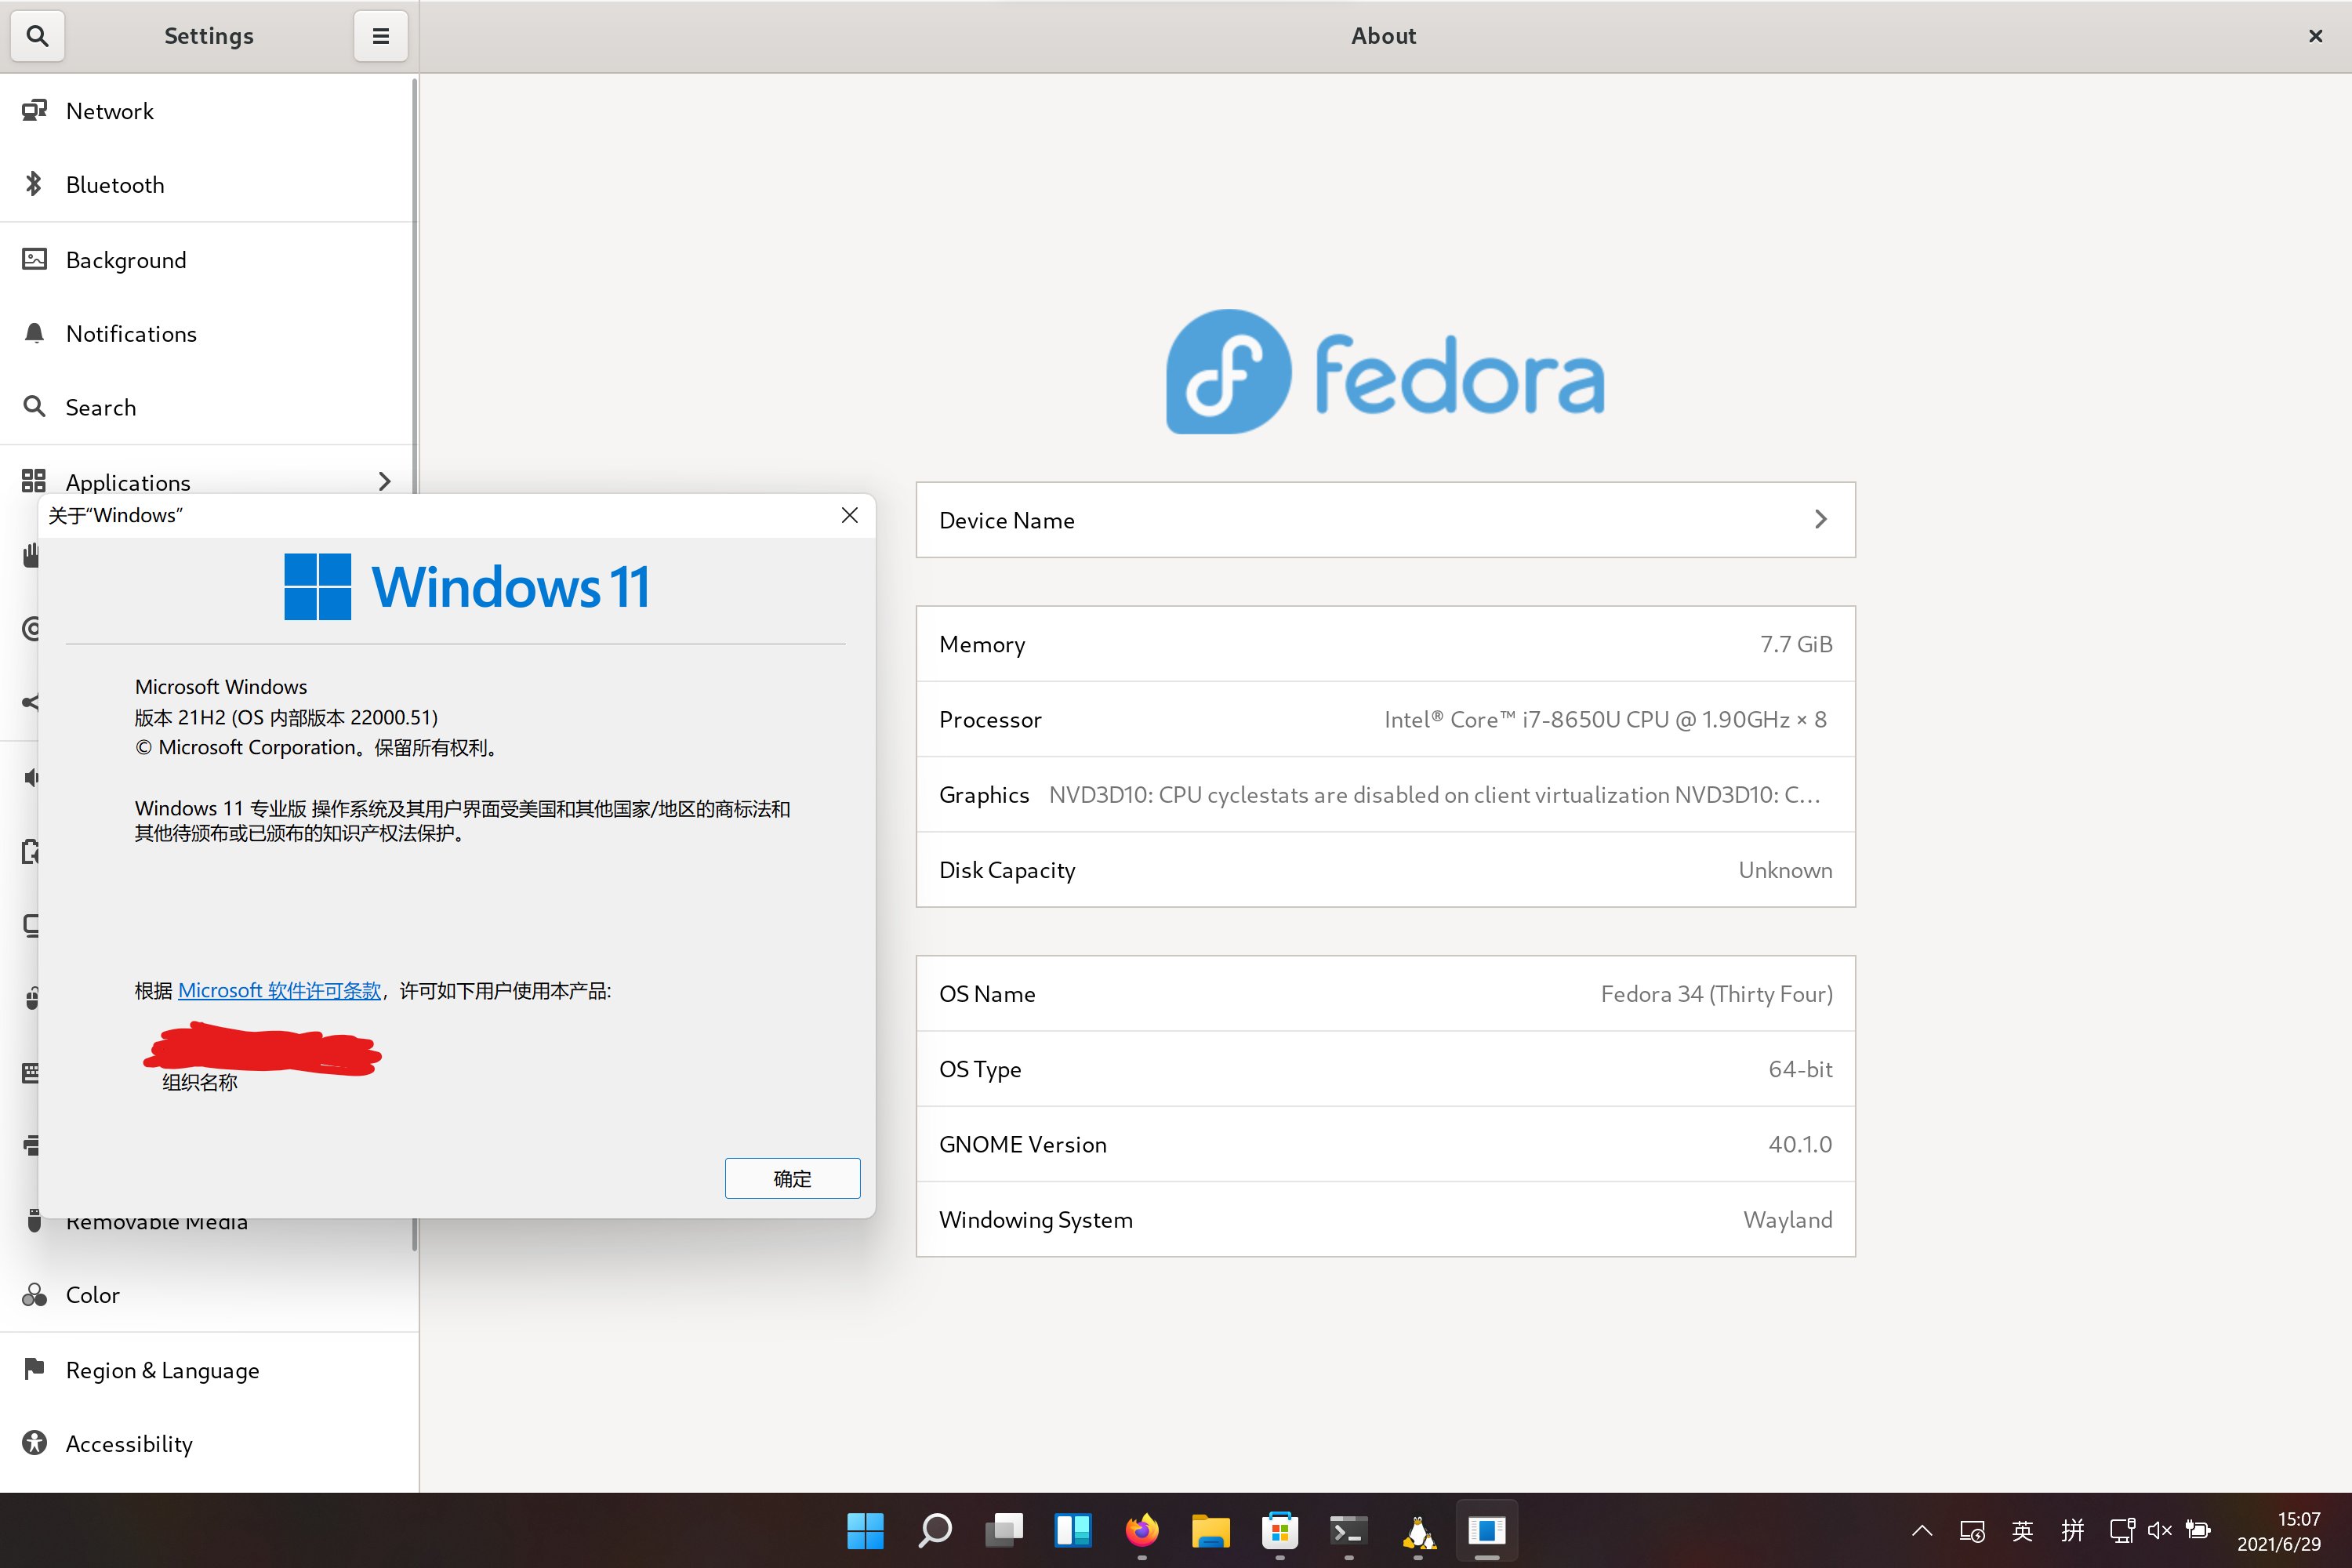 Settings
About
Network
Bluetooth
Background
Notifications
Search
Applications
Removable Media
Color
Region & Language
Accessibility
fedora
Device Name
Memory 7.7 GiB
Processor Intel® Core™ i7-8650U CPU @ 1.90GHz × 8
Graphics NVD3D10: CPU cyclestats are disabled on client virtualization NVD3D10: C...
Disk Capacity Unknown
OS Name Fedora 34 (Thirty Four)
OS Type 64-bit
GNOME Version 40.1.0
Windowing System Wayland
关于“Windows”
Windows 11
Microsoft Windows
版本 21H2 (OS 内部版本 22000.51)
© Microsoft Corporation。保留所有权利。
Windows 11 专业版 操作系统及其用户界面受美国和其他国家/地区的商标法和
其他待颁布或已颁布的知识产权法保护。
根据 Microsoft 软件许可条款，许可如下用户使用本产品:
组织名称
确定
英 拼
15:07
2021/6/29